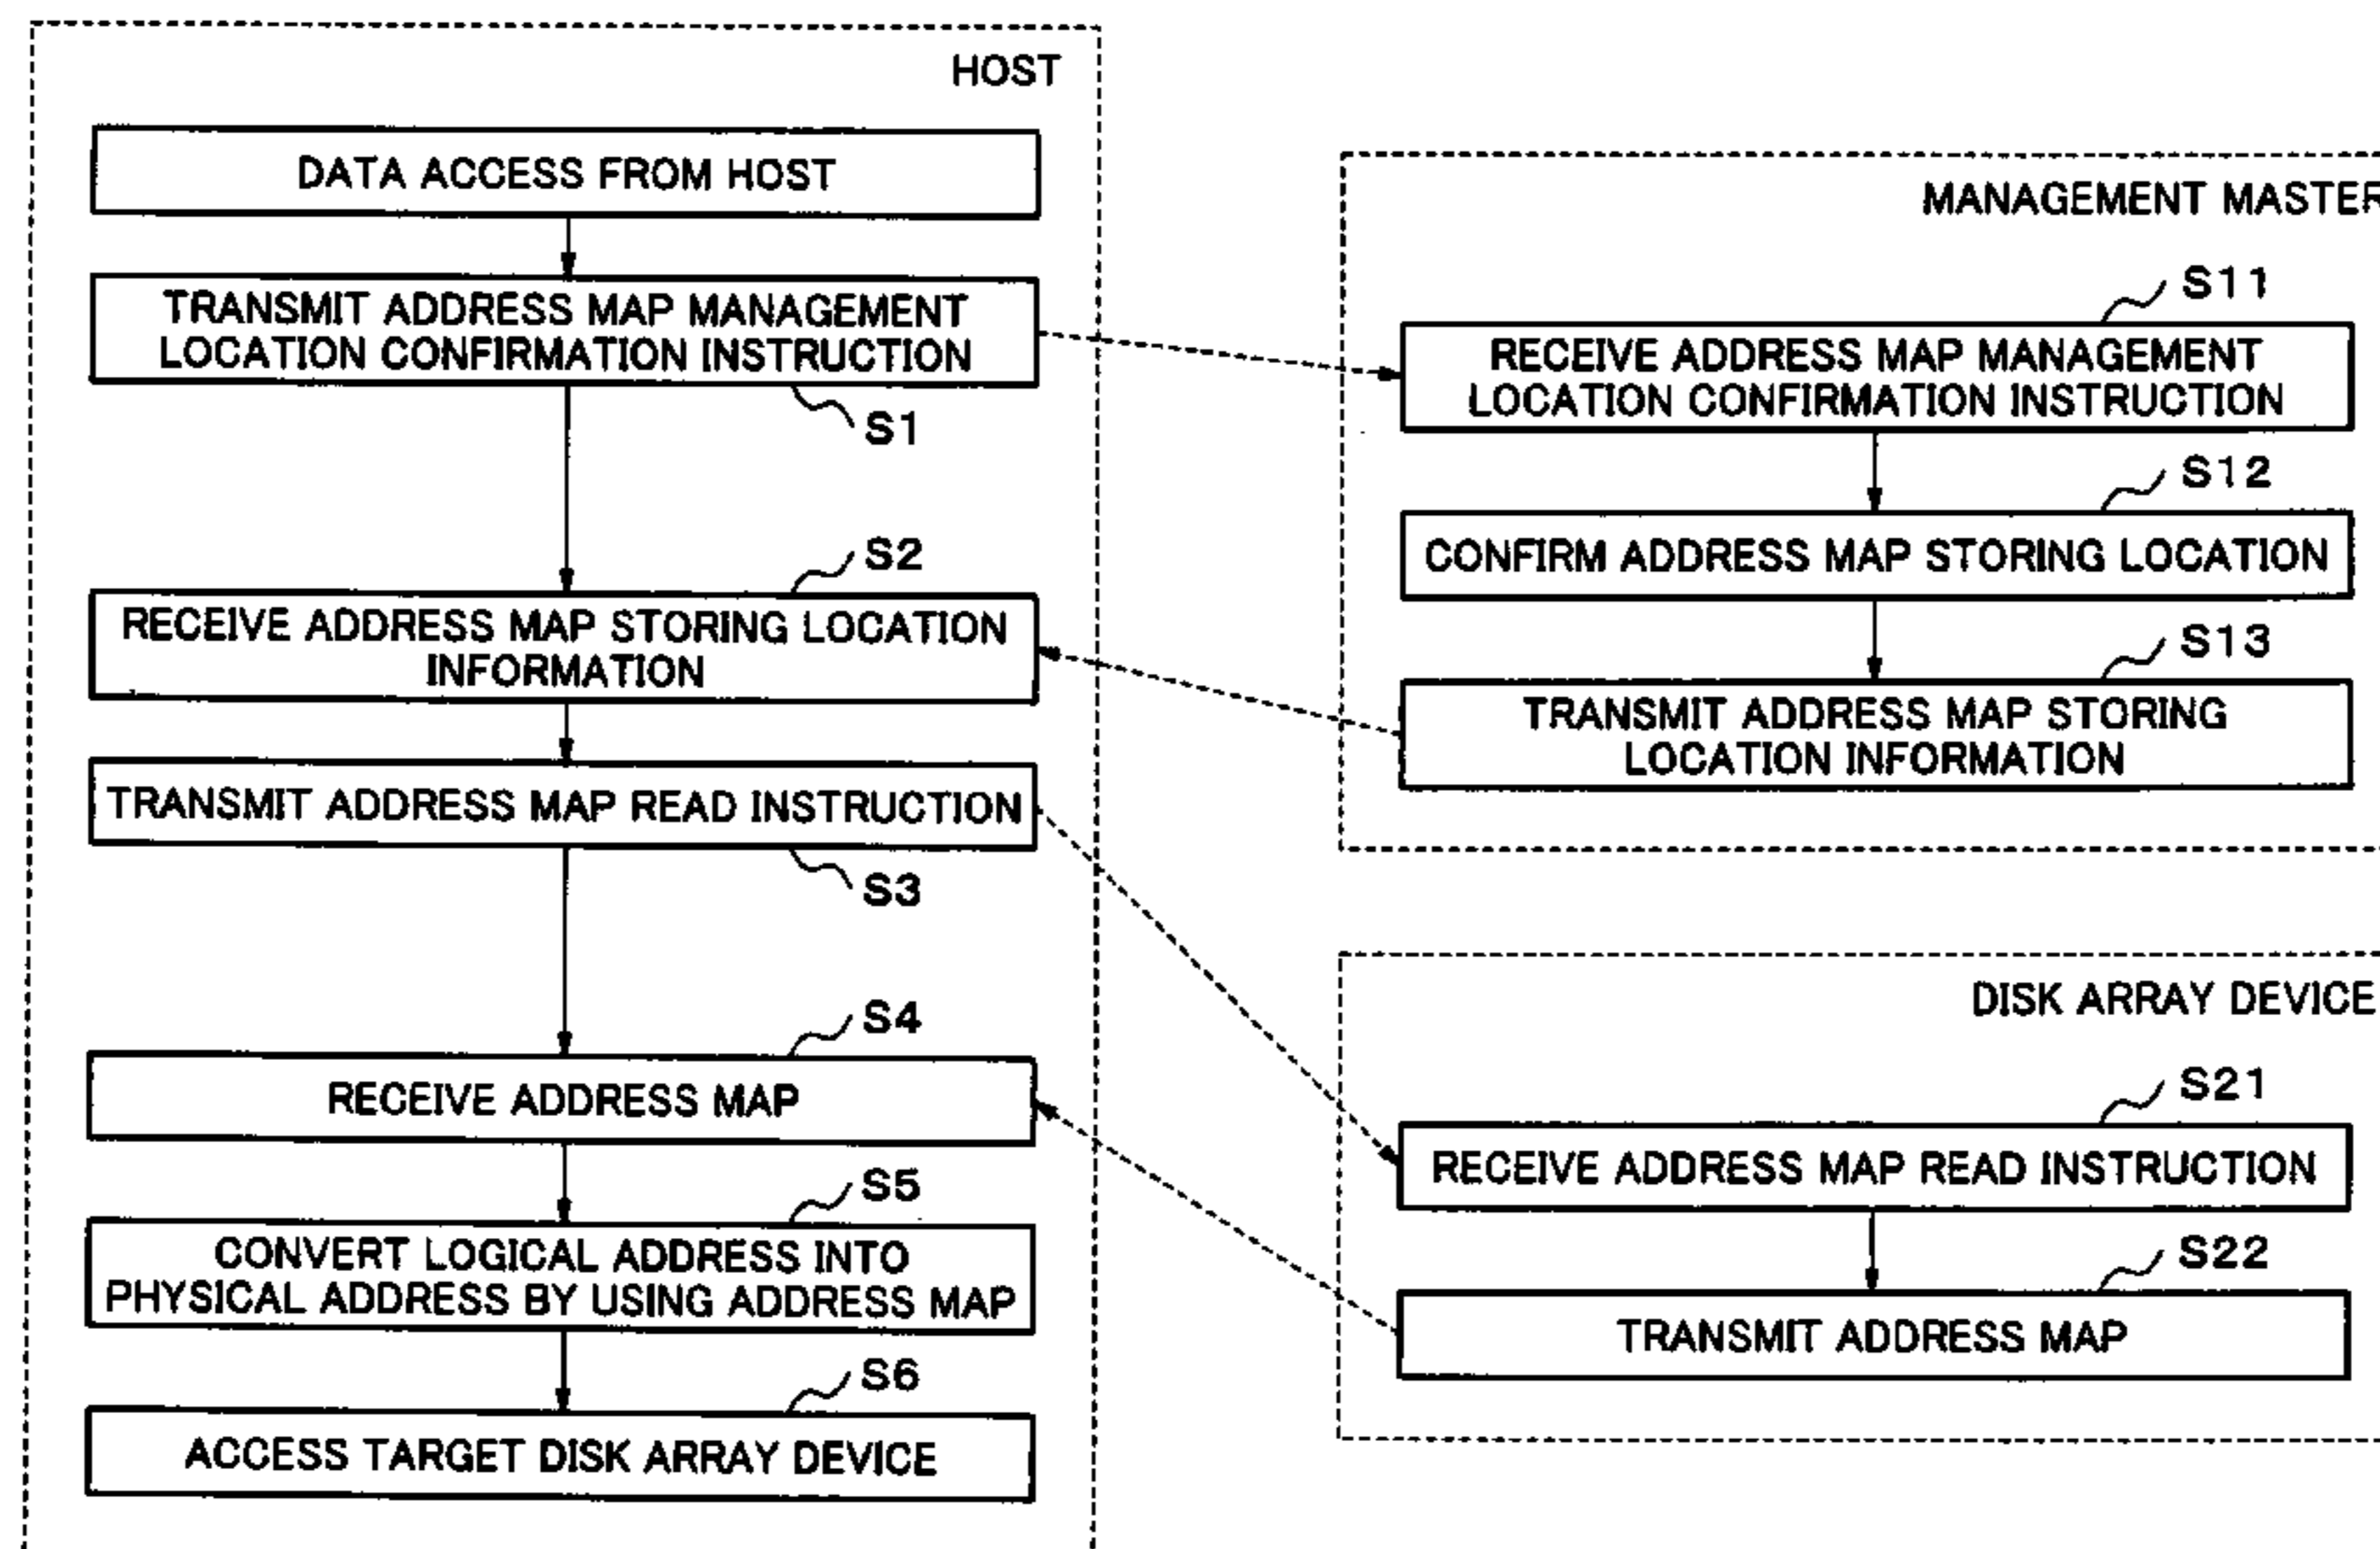 HOST
DATA ACCESS FROM HOST
TRANSMIT ADDRESS MAP MANAGEMENT
LOCATION CONFIRMATION INSTRUCTION
S1
S2
RECEIVE ADDRESS MAP STORING LOCATION
INFORMATION
TRANSMIT ADDRESS MAP READ INSTRUCTION
S3
S4
RECEIVE ADDRESS MAP
S5
CONVERT LOGICAL ADDRESS INTO
PHYSICAL ADDRESS BY USING ADDRESS MAP
S6
ACCESS TARGET DISK ARRAY DEVICE
MANAGEMENT MASTER
S11
RECEIVE ADDRESS MAP MANAGEMENT
LOCATION CONFIRMATION INSTRUCTION
S12
CONFIRM ADDRESS MAP STORING LOCATION
S13
TRANSMIT ADDRESS MAP STORING
LOCATION INFORMATION
DISK ARRAY DEVICE
S21
RECEIVE ADDRESS MAP READ INSTRUCTION
S22
TRANSMIT ADDRESS MAP